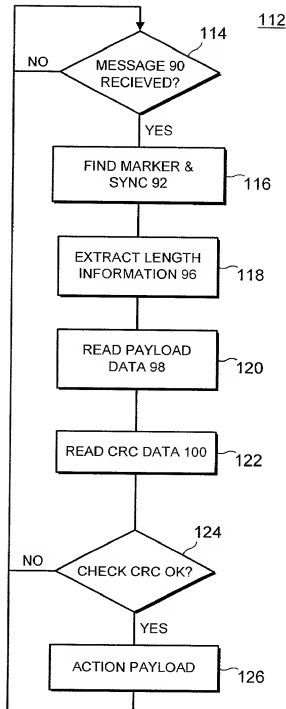 112
114
MESSAGE 90
RECIEVED?
NO
YES
FIND MARKER &
SYNC 92
116
EXTRACT LENGTH
INFORMATION 96
118
READ PAYLOAD
DATA 98
120
READ CRC DATA 100
122
124
CHECK CRC OK?
NO
YES
ACTION PAYLOAD
126